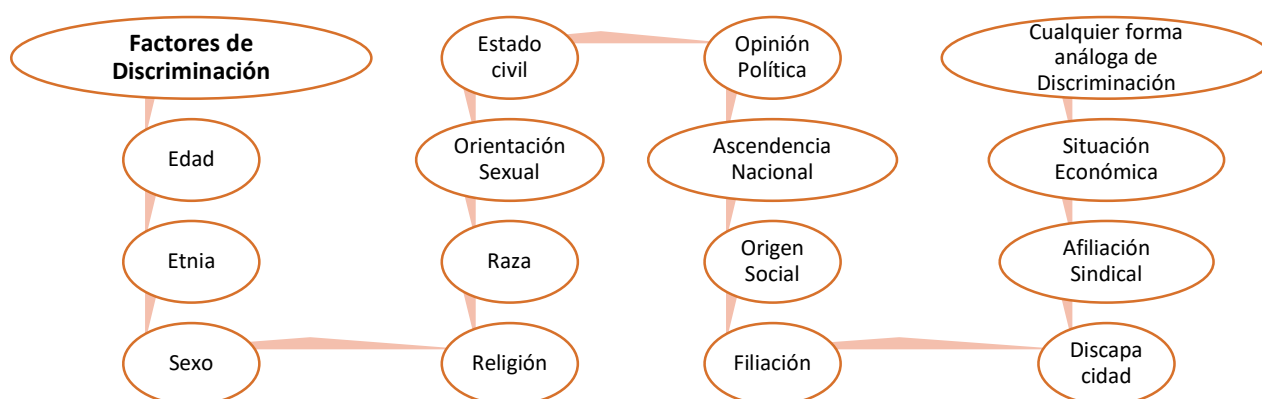 Factores de
Discriminación
Edad
Etnia
Sexo
Religión
Raza
Orientación
Sexual
Estado
civil
Opinión
Política
Ascendencia
Nacional
Origen
Social
Filiación
Discapa
cidad
Afiliación
Sindical
Situación
Económica
Cualquier forma
análoga de
Discriminación